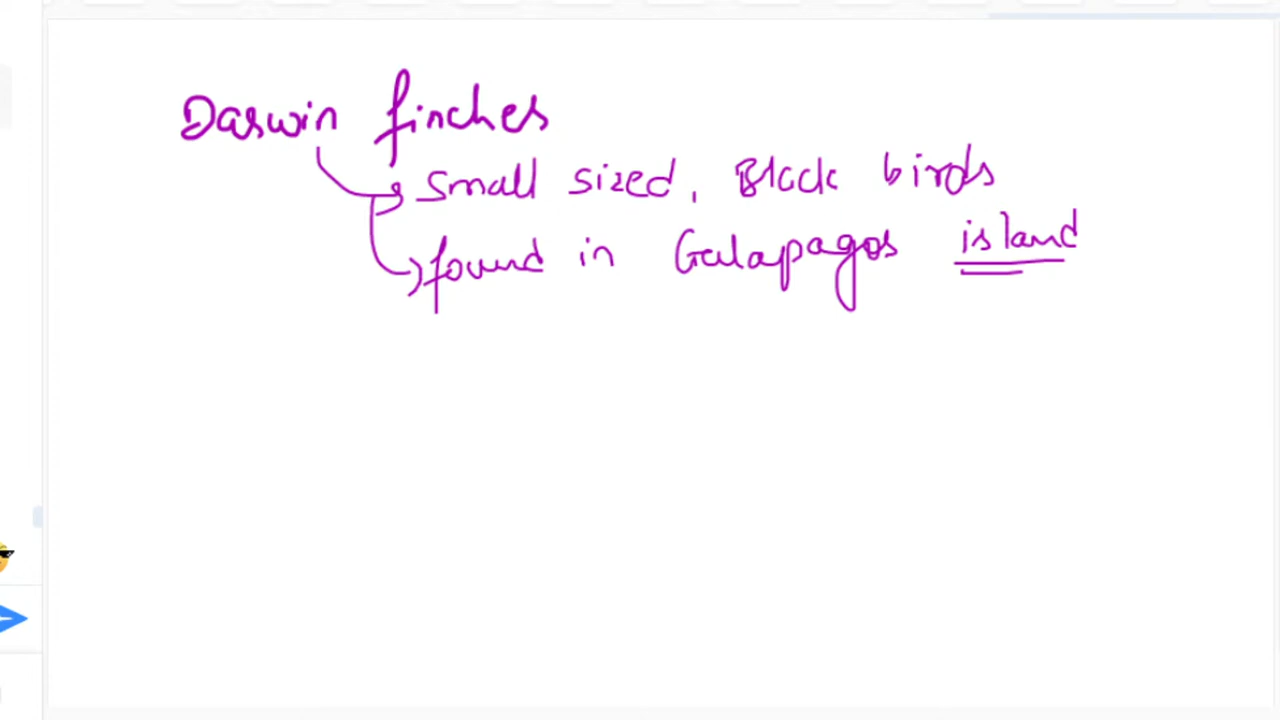 Darwin finches
Small sized, Black birds
found in Galapagos island